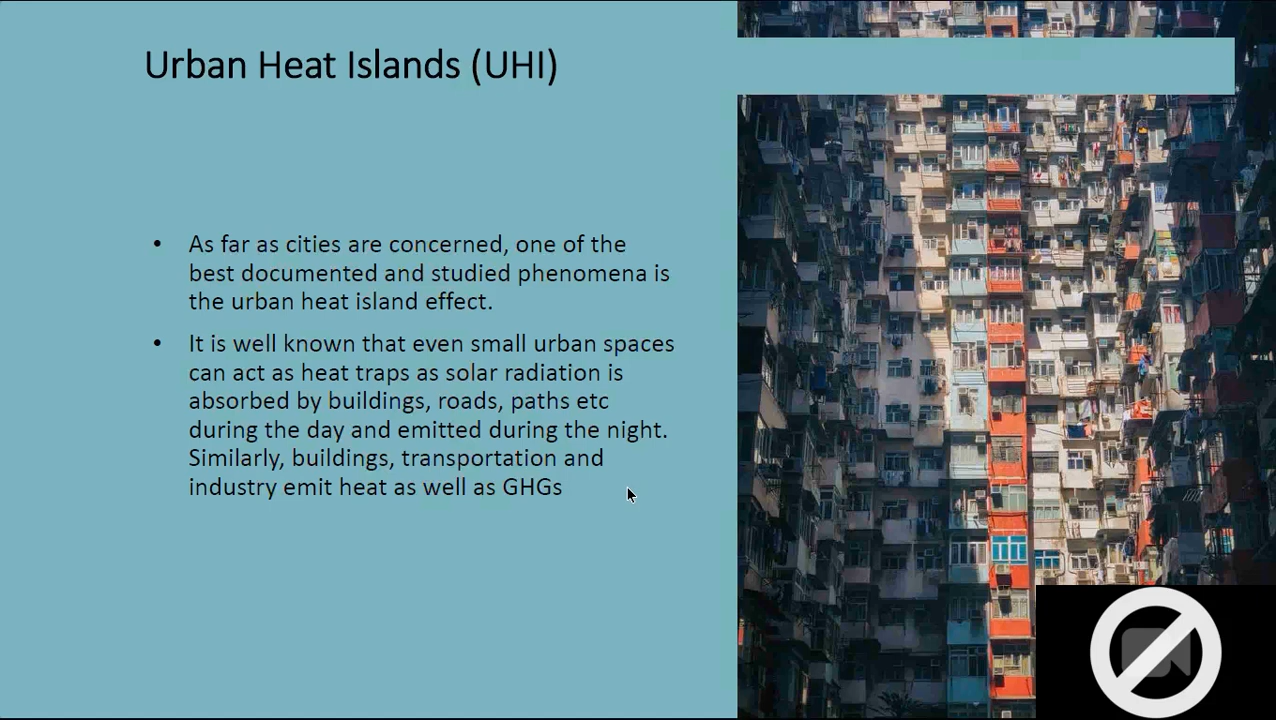 Urban Heat Islands (UHI)
• As far as cities are concerned, one of the
best documented and studied phenomena is
the urban heat island effect.
• It is well known that even small urban spaces
can act as heat traps as solar radiation is
absorbed by buildings, roads, paths etc
during the day and emitted during the night.
Similarly, buildings, transportation and
industry emit heat as well as GHGs